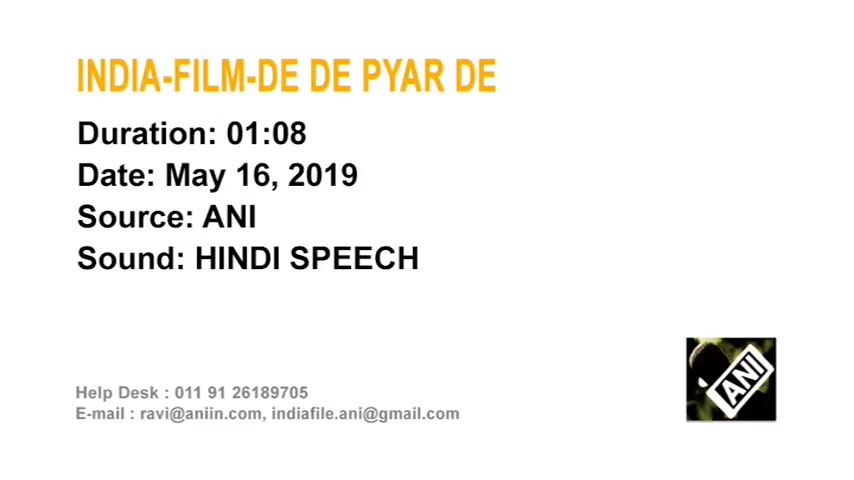 INDIA-FILM-DE DE PYAR DE
Duration: 01:08
Date: May 16, 2019
Source: ANI
Sound: HINDI SPEECH
Help Desk : 011 91 26189705
E-mail : ravi@aniin.com, indiafile.ani@gmail.com
ANI